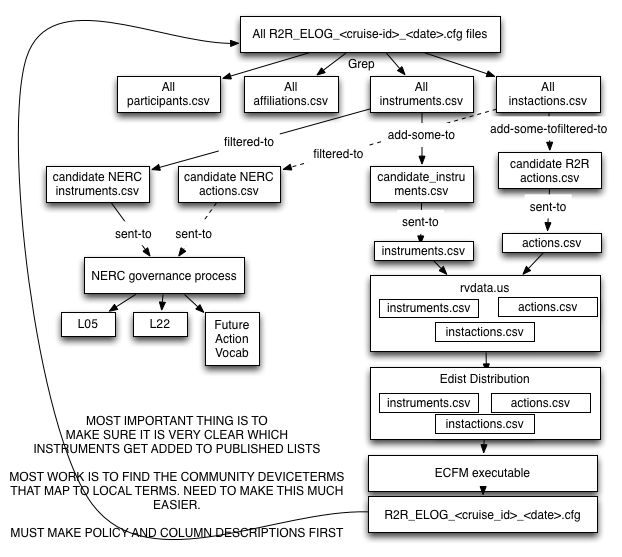 All R2R_ELOG_<cruise-id>_<date>.cfg files
Grep
All
participants.csv
All
affiliations.csv
All
instruments.csv
All
instactions.csv
filtered-to
filtered-to
add-some-to
add-some-tofiltered-to
candidate NERC
instruments.csv
candidate NERC
actions.csv
candidate_instru
ments.csv
candidate R2R
actions.csv
sent-to
sent-to
sent-to
sent-to
instruments.csv
actions.csv
NERC governance process
L05
L22
Future
Action
Vocab
rvdata.us
instruments.csv
actions.csv
instactions.csv
Edist Distribution
instruments.csv
actions.csv
instactions.csv
ECFM executable
R2R_ELOG_<cruise_id>_<date>.cfg
MOST IMPORTANT THING IS TO
MAKE SURE IT IS VERY CLEAR WHICH
INSTRUMENTS GET ADDED TO PUBLISHED LISTS
MOST WORK IS TO FIND THE COMMUNITY DEVICETERMS
THAT MAP TO LOCAL TERMS. NEED TO MAKE THIS MUCH
EASIER.
MUST MAKE POLICY AND COLUMN DESCRIPTIONS FIRST